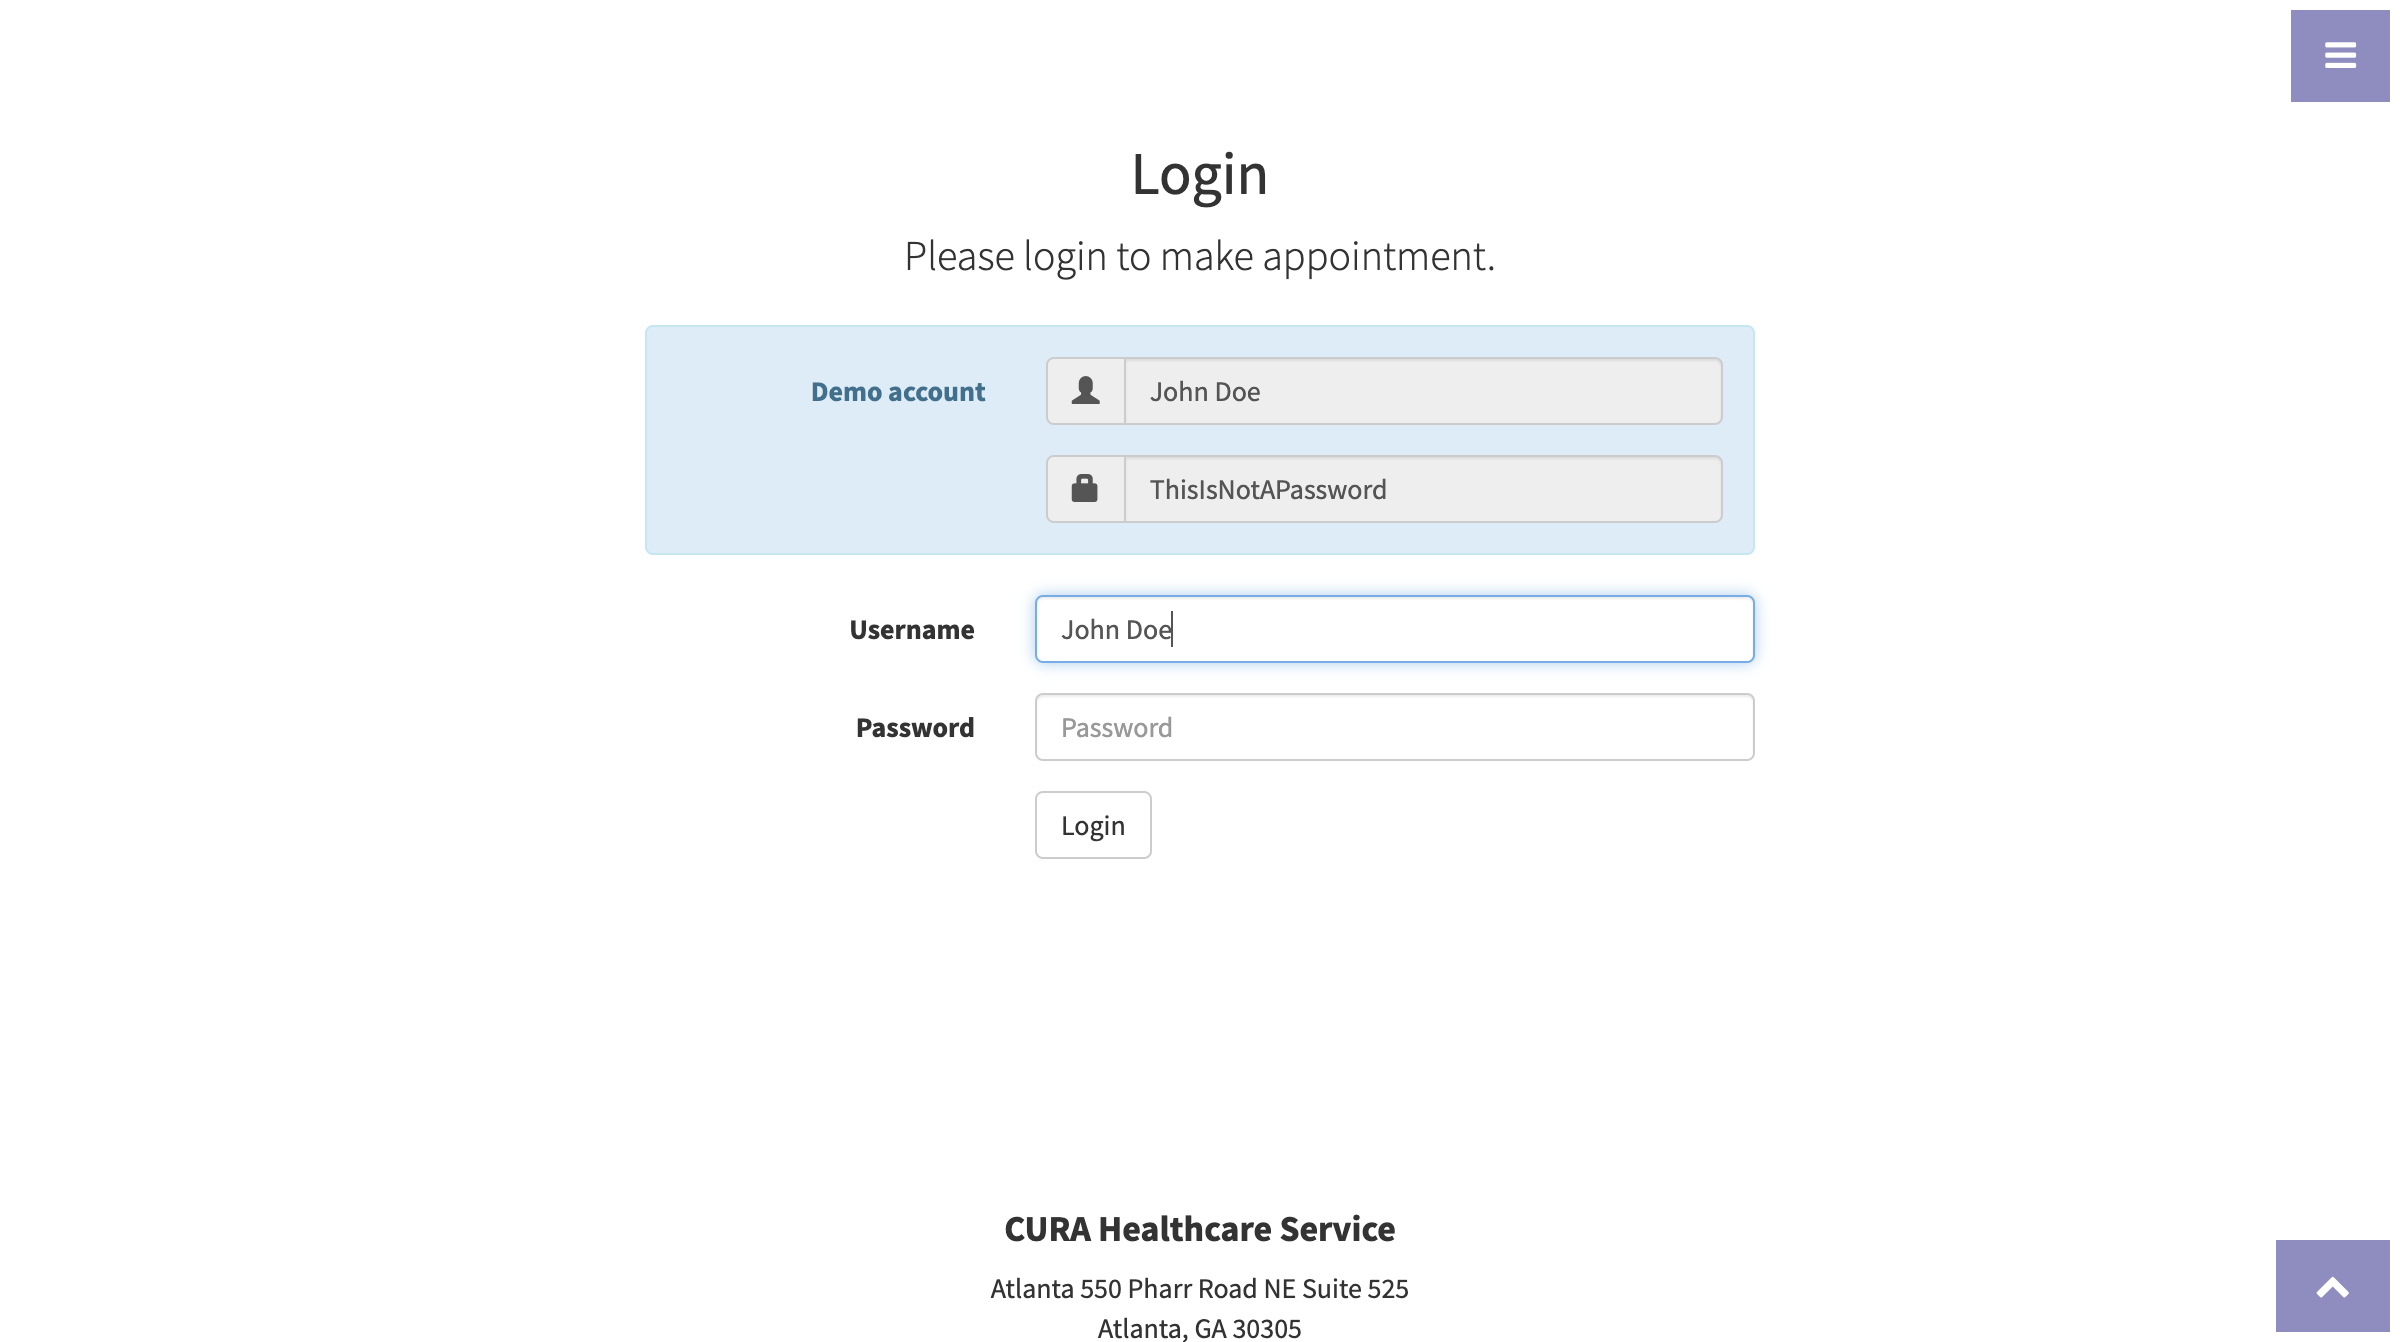 Login
Please login to make appointment.
Demo account
John Doe
ThisIsNotAPassword
Username
John Doe
Password
Password
Login
CURA Healthcare Service
Atlanta 550 Pharr Road NE Suite 525
Atlanta, GA 30305